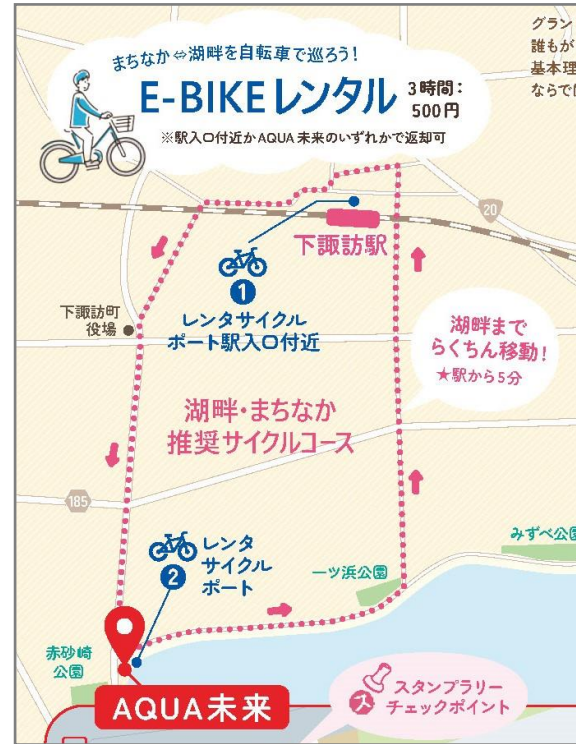 グラン
誰もが
基本理
ならで
まちなか⇔湖畔を自転車で巡ろう!
E-BIKEレンタル 3時間:
500円
※駅入口付近かAQUA未来のいずれかで返却可
20
下諏訪駅
1
レンタサイクル
ポート駅入口付近
下諏訪町
役場
湖畔まで
らくちん移動!
★駅から5分
湖畔・まちなか
推奨サイクルコース
185
みずべ公園
レンタ
サイクル
ポート
2
一ツ浜公園
赤砂崎
公園
AQUA未来
スタンプラリー
チェックポイント